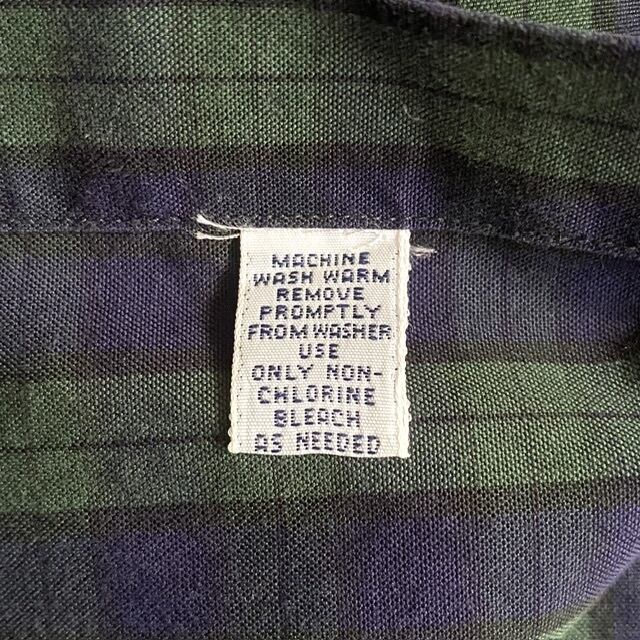 MACHINE
WASH WARM
REMOVE
PROMPTLY
FROM WASHER
USE
ONLY NON-
CHLORINE
BLEACH
AS NEEDED